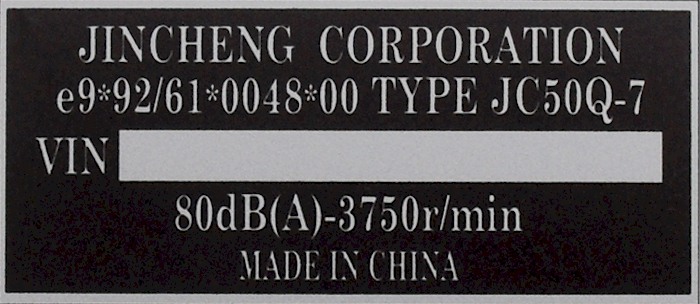 JINCHENG CORPORATION
e9*92/61*0048*00 TYPE JC50Q-7
VIN
80dB(A)-3750r/min
MADE IN CHINA